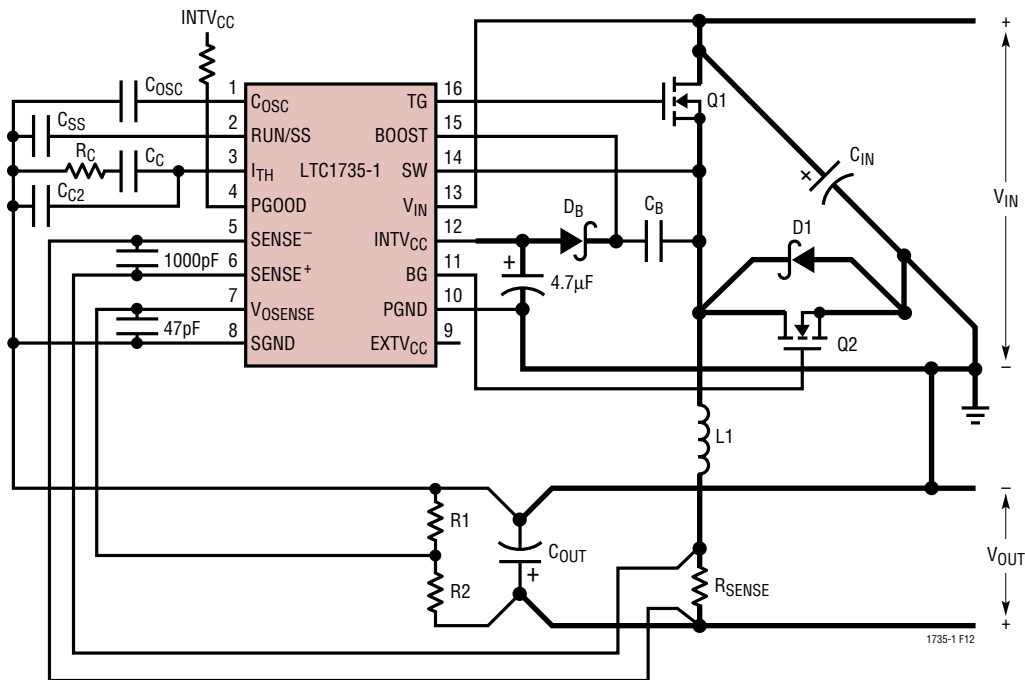 INTVCC
COSC
CSS
RC
CC
CC2
1
2
3
4
5
6
7
8
COSC
RUN/SS
ITH
PGOOD
SENSE−
SENSE+
VOSENSE
SGND
LTC1735-1
TG
BOOST
SW
VIN
INTVCC
BG
PGND
EXTVCC
16
15
14
13
12
11
10
9
1000pF
47pF
DB
CB
+
4.7µF
Q1
+
CIN
D1
Q2
L1
+
VIN
−
R1
R2
COUT
+
RSENSE
−
VOUT
+
1735-1 F12